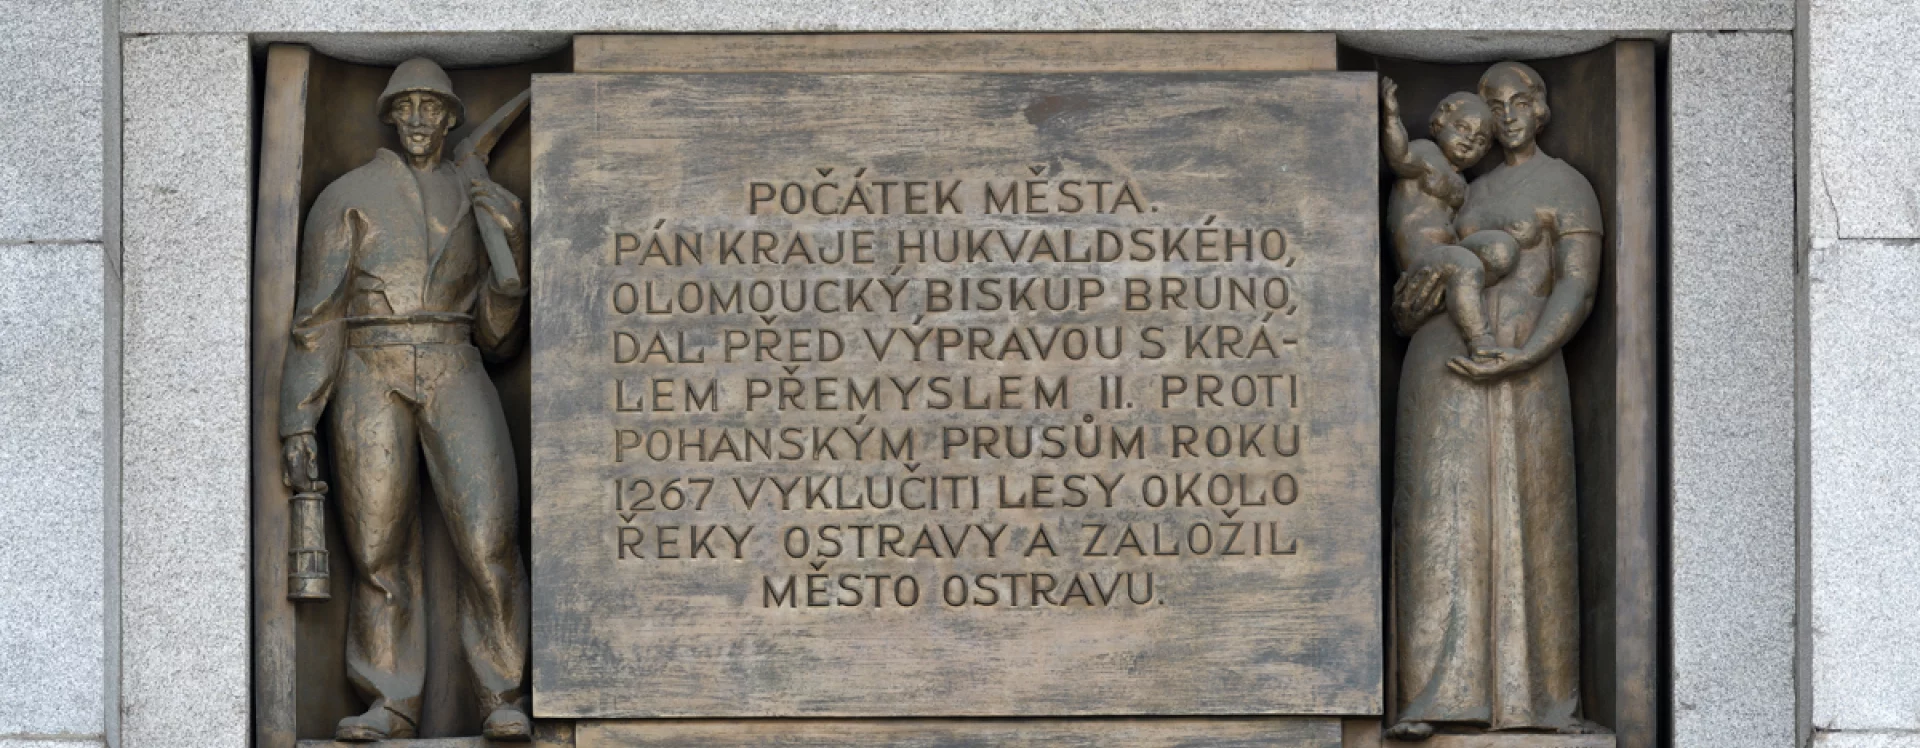 POČÁTEK MĚSTA.
PÁN KRAJE HUKVALDSKÉHO,
OLOMOUCKÝ BISKUP BRUNO,
DAL PŘED VÝPRAVOU S KRÁ-
LEM PŘEMYSLEM II. PROTI
POHANSKÝM PRUSŮM ROKU
1267 VYKLUČITI LESY OKOLO
ŘEKY OSTRAVY A ZALOŽIL
MĚSTO OSTRAVU.